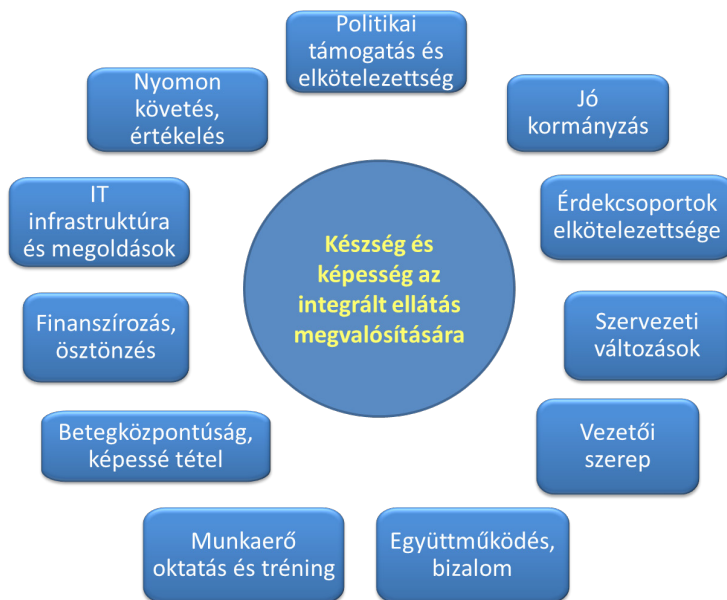 Politikai
támogatás és
elkötelezettség
Jó
kormányzás
Érdekcsoportok
elkötelezettsége
Szervezeti
változások
Vezetői
szerep
Együttműködés,
bizalom
Munkaerő
oktatás és tréning
Betegközpontúság,
képessé tétel
Finanszírozás,
ösztönzés
IT
infrastruktúra
és megoldások
Nyomon
követés,
értékelés
Készség és
képesség az
integrált ellátás
megvalósítására